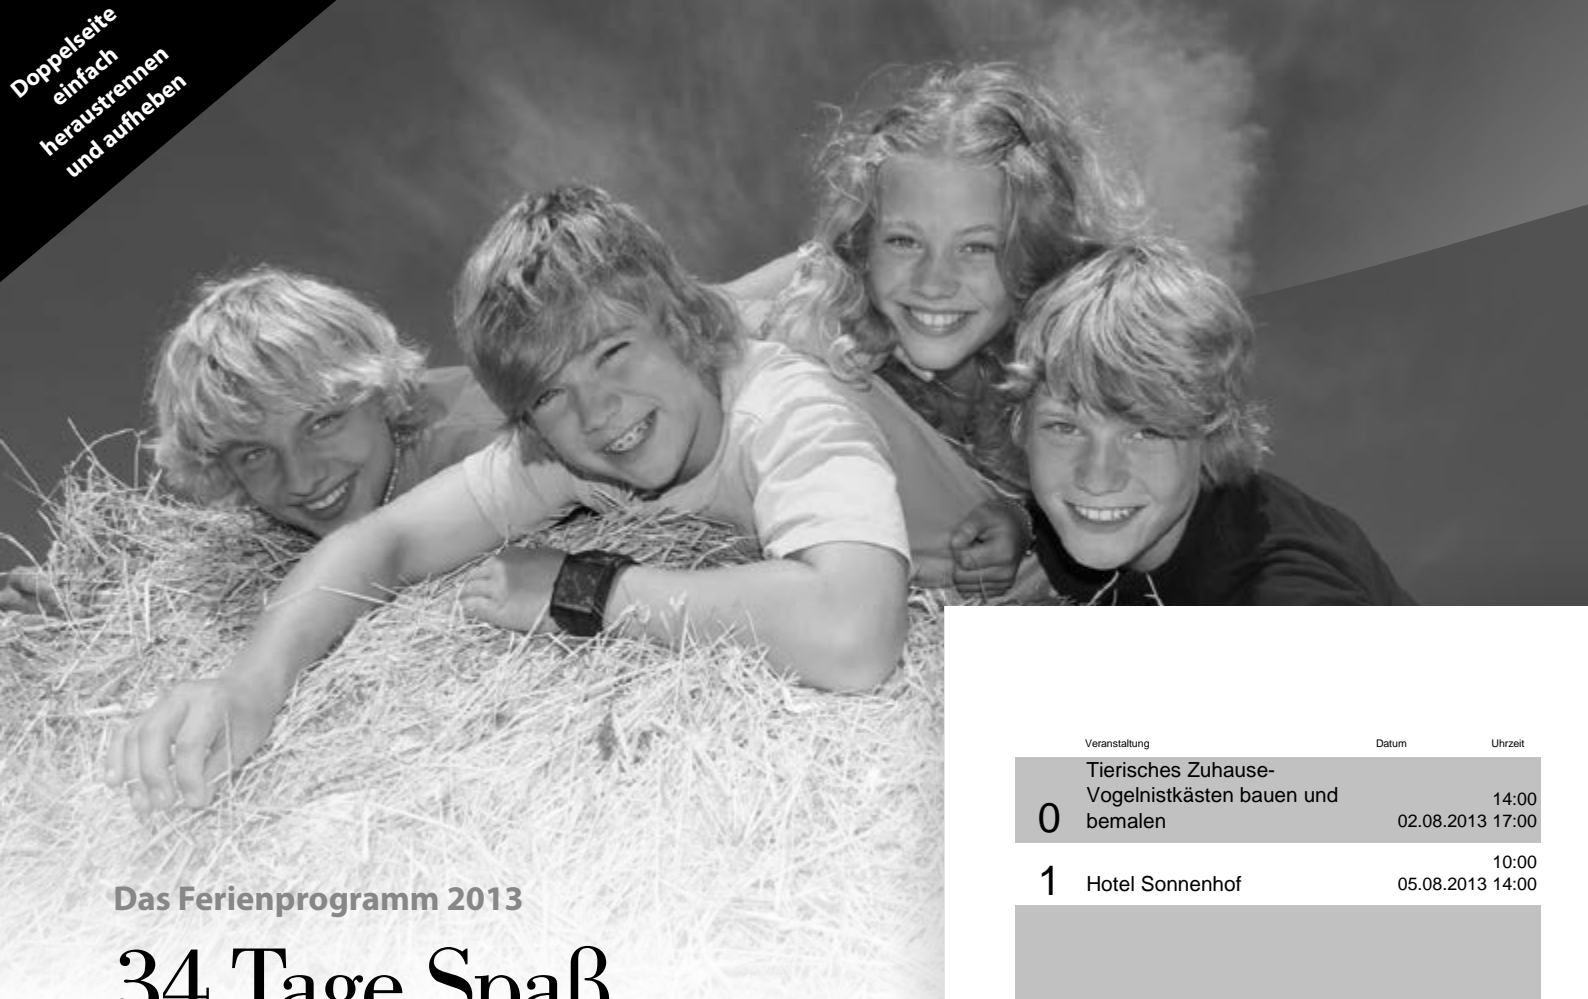 Doppelseite
einfach
heraustrennen
und aufheben
Das Ferienprogramm 2013
34 Tage Spaß
Veranstaltung Datum Uhrzeit
Tierisches Zuhause-
Vogelnistkästen bauen und 14:00
0 bemalen 02.08.2013 17:00
10:00
1 Hotel Sonnenhof 05.08.2013 14:00